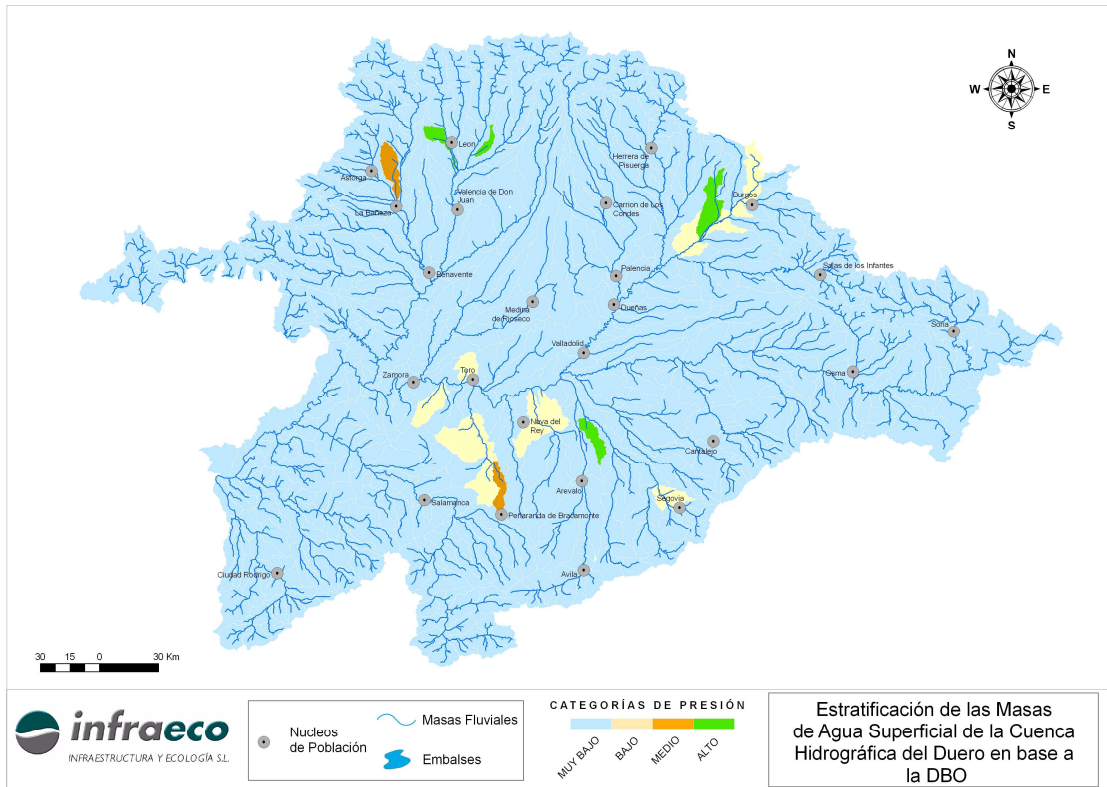 N
W E
S
Leon
Astorga
Herrera de
Pisuerga
Burgos
La Bañeza
Valencia de Don
Juan
Carrion de Los
Condes
Benavente
Palencia
Salas de los Infantes
Medina
de Rioseco
Dueñas
Soria
Valladolid
Zamora
Toro
Osma
Nava del
Rey
Cantalejo
Arevalo
Salamanca
Segovia
Peñaranda de Bracamonte
Ciudad Rodrigo
Avila
30 15 0 30 Km
infraeco
INFRAESTRUCTURA Y ECOLOGÍA S.L.
Núcleos
de Población
Masas Fluviales
Embalses
CATEGORÍAS DE PRESIÓN
MUY BAJO
BAJO
MEDIO
ALTO
Estratificación de las Masas
de Agua Superficial de la Cuenca
Hidrográfica del Duero en base a
la DBO